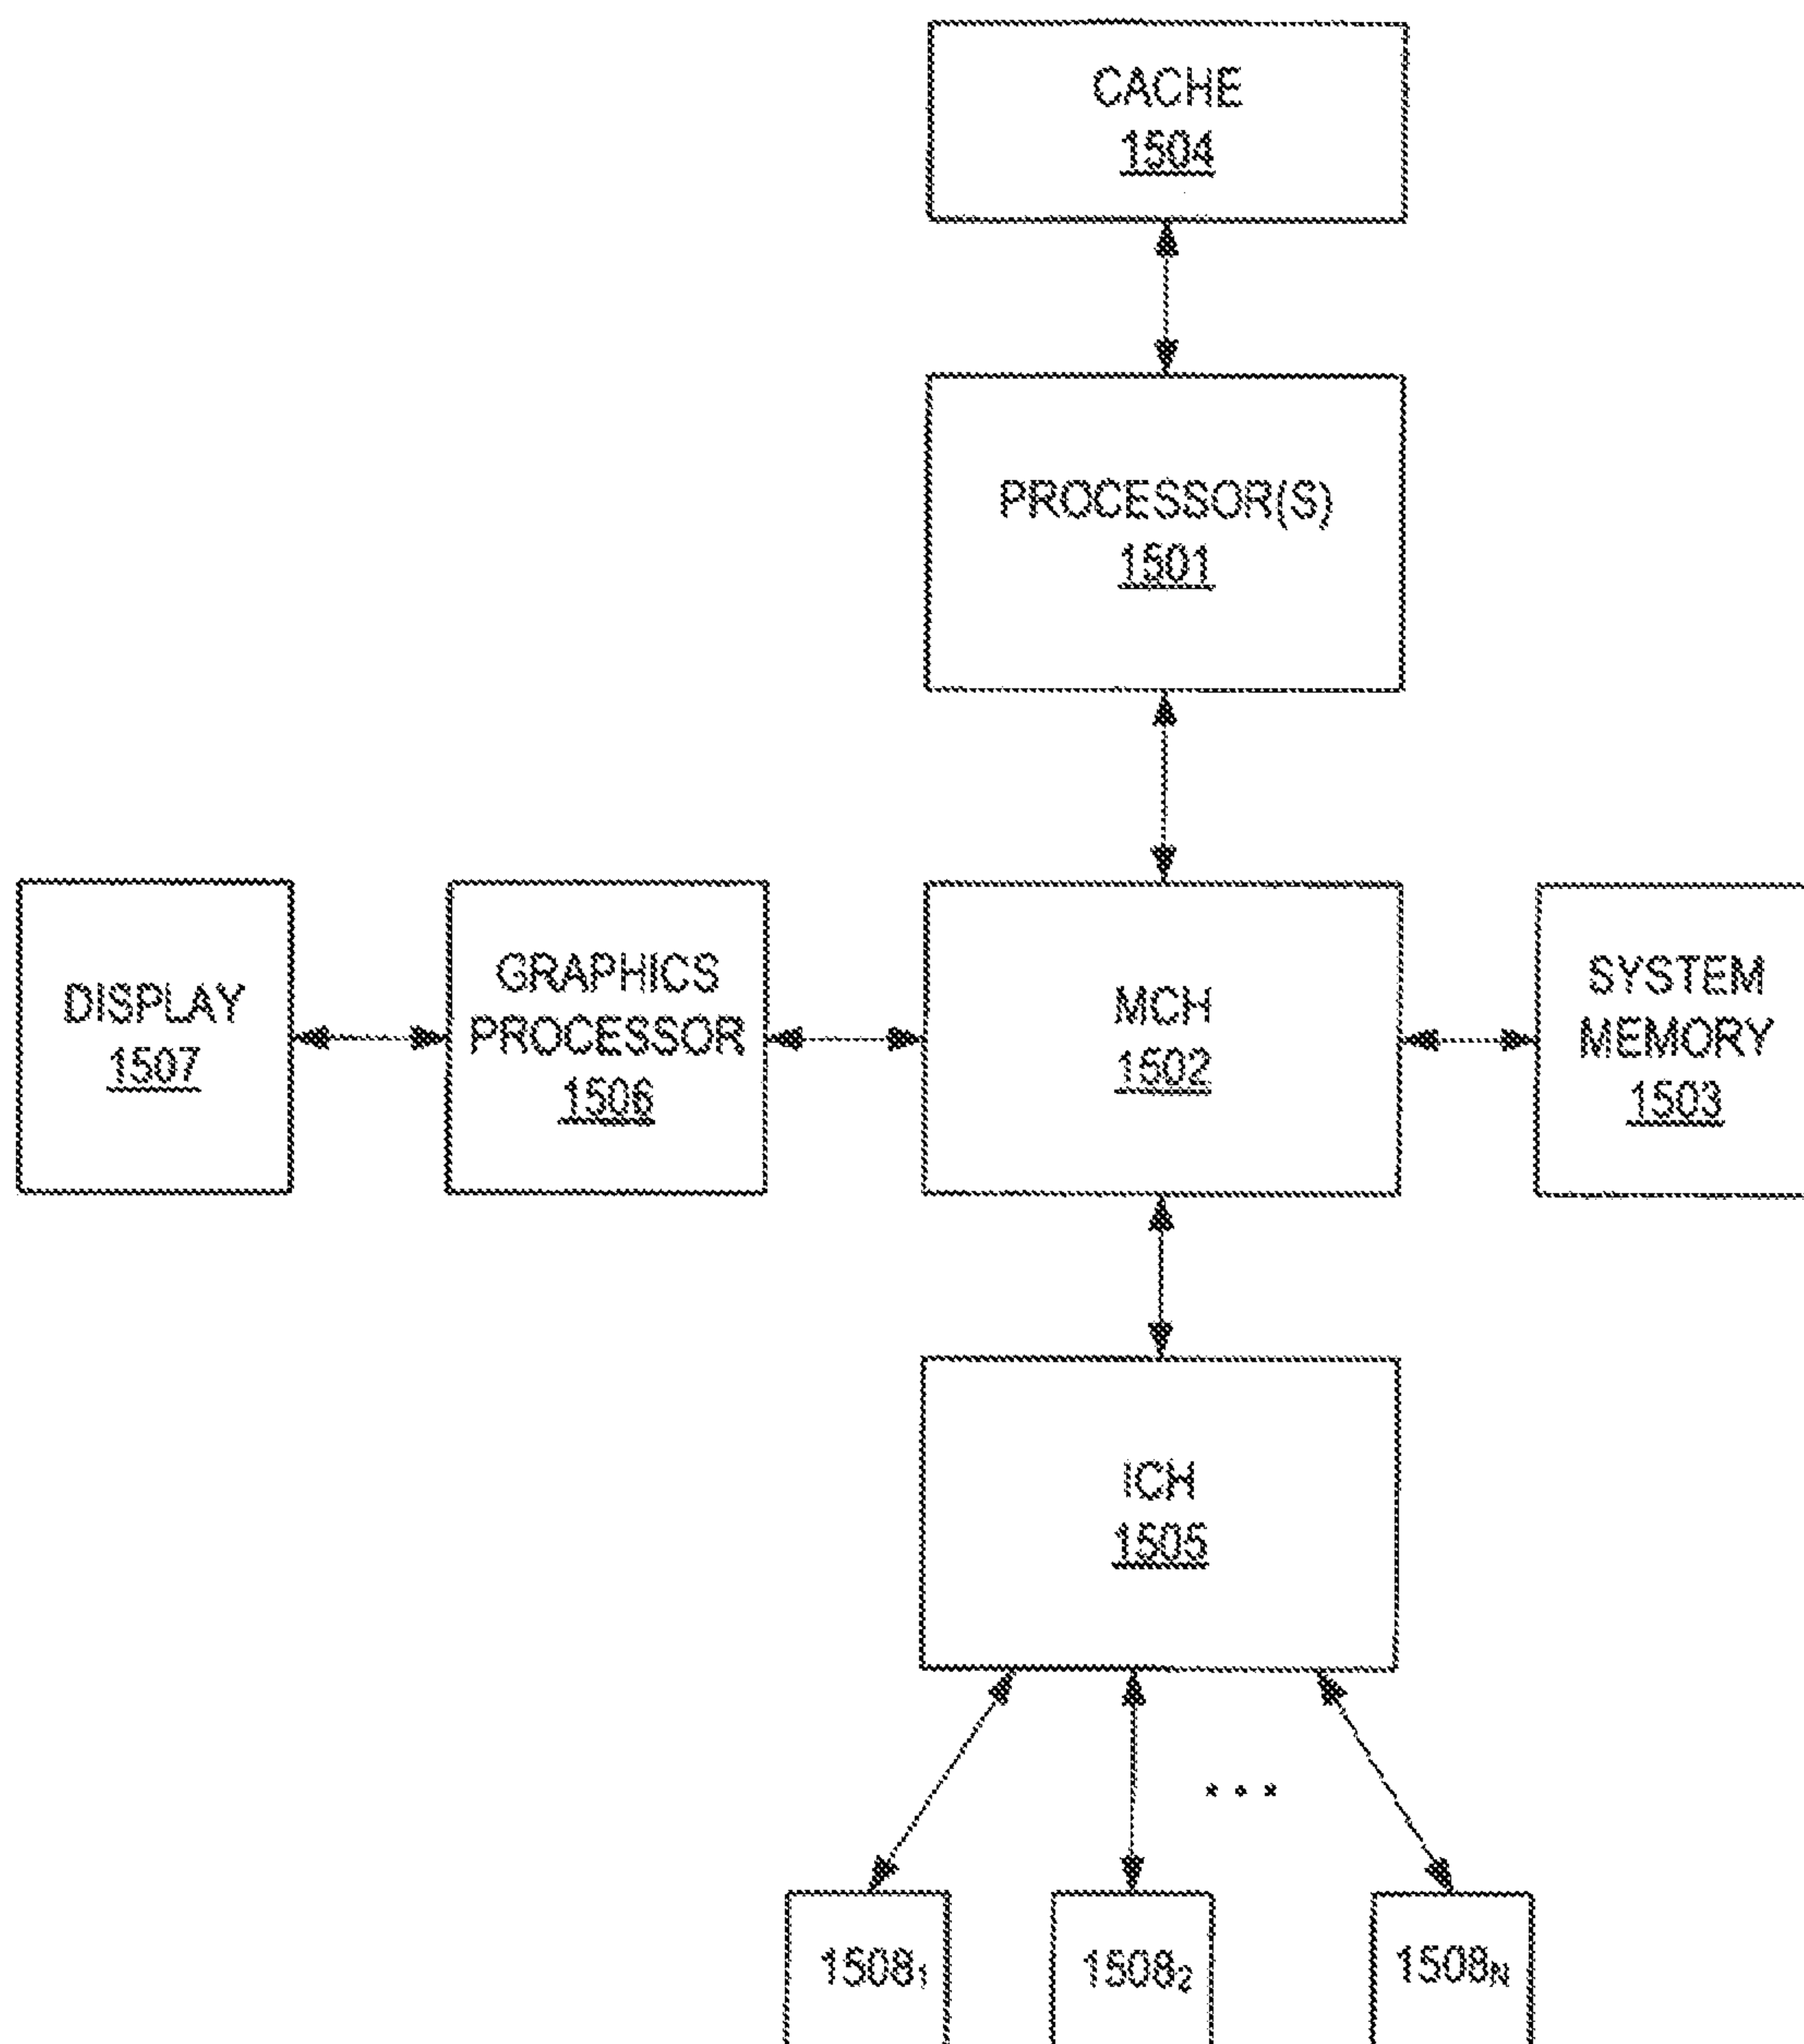 CACHE
1504
PROCESSOR(S)
1501
DISPLAY
1507
GRAPHICS
PROCESSOR
1506
MCH
1502
SYSTEM
MEMORY
1503
ICH
1505
. . .
1508₁
1508₂
1508N